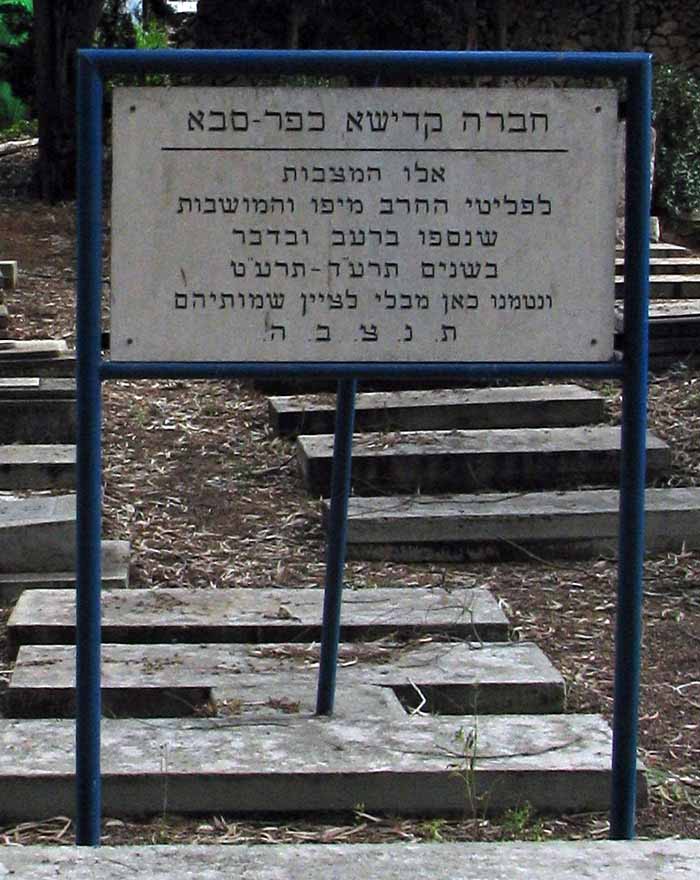 חברה קדישא כפר-סבא
אלו המצבות
לפליטי החרב מיפו והמושבות
שנספו ברעב ובדבר
בשנים תרע"ד-תרע"ט
ונטמנו כאן מבלי לציין שמותיהם
ת. נ. צ. ב. ה.